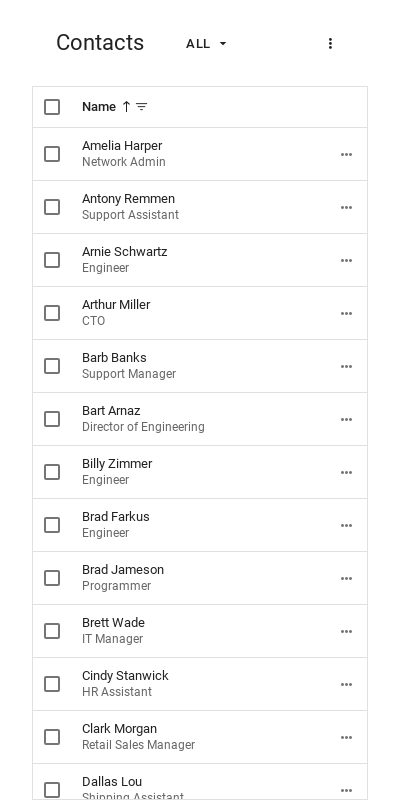 Contacts ALL
Name
Amelia Harper
Network Admin
Antony Remmen
Support Assistant
Arnie Schwartz
Engineer
Arthur Miller
CTO
Barb Banks
Support Manager
Bart Arnaz
Director of Engineering
Billy Zimmer
Engineer
Brad Farkus
Engineer
Brad Jameson
Programmer
Brett Wade
IT Manager
Cindy Stanwick
HR Assistant
Clark Morgan
Retail Sales Manager
Dallas Lou
Shipping Assistant